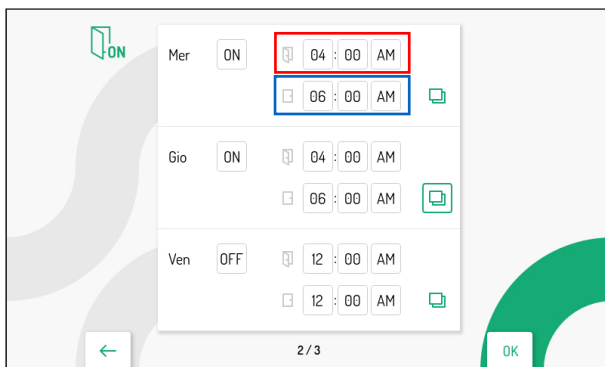 ON
Mer ON 04 : 00 AM
06 : 00 AM
Gio ON 04 : 00 AM
06 : 00 AM
Ven OFF 12 : 00 AM
12 : 00 AM
2/3
OK